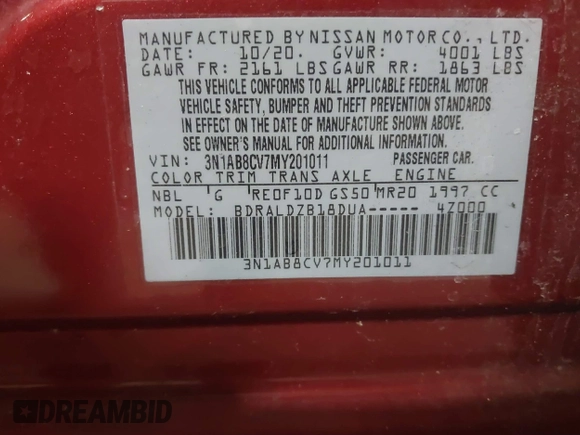 MANUFACTURED BY NISSAN MOTOR CO., LTD.
DATE: 10/20. GVWR: 4001 LBS
GAWR FR: 2161 LBS GAWR RR: 1863 LBS
THIS VEHICLE CONFORMS TO ALL APPLICABLE FEDERAL MOTOR
VEHICLE SAFETY, BUMPER AND THEFT PREVENTION STANDARDS
IN EFFECT ON THE DATE OF MANUFACTURE SHOWN ABOVE.
SEE OWNER'S MANUAL FOR ADDITIONAL INFORMATION.
VIN: 3N1AB8CV7MY201011 PASSENGER CAR.
COLOR TRIM TRANS AXLE ENGINE
NBL G RE0F10D GS50 MR20 1997 CC
MODEL: BDRALDZB18DUA----- 4Z000
3N1AB8CV7MY201011
DREAMBID